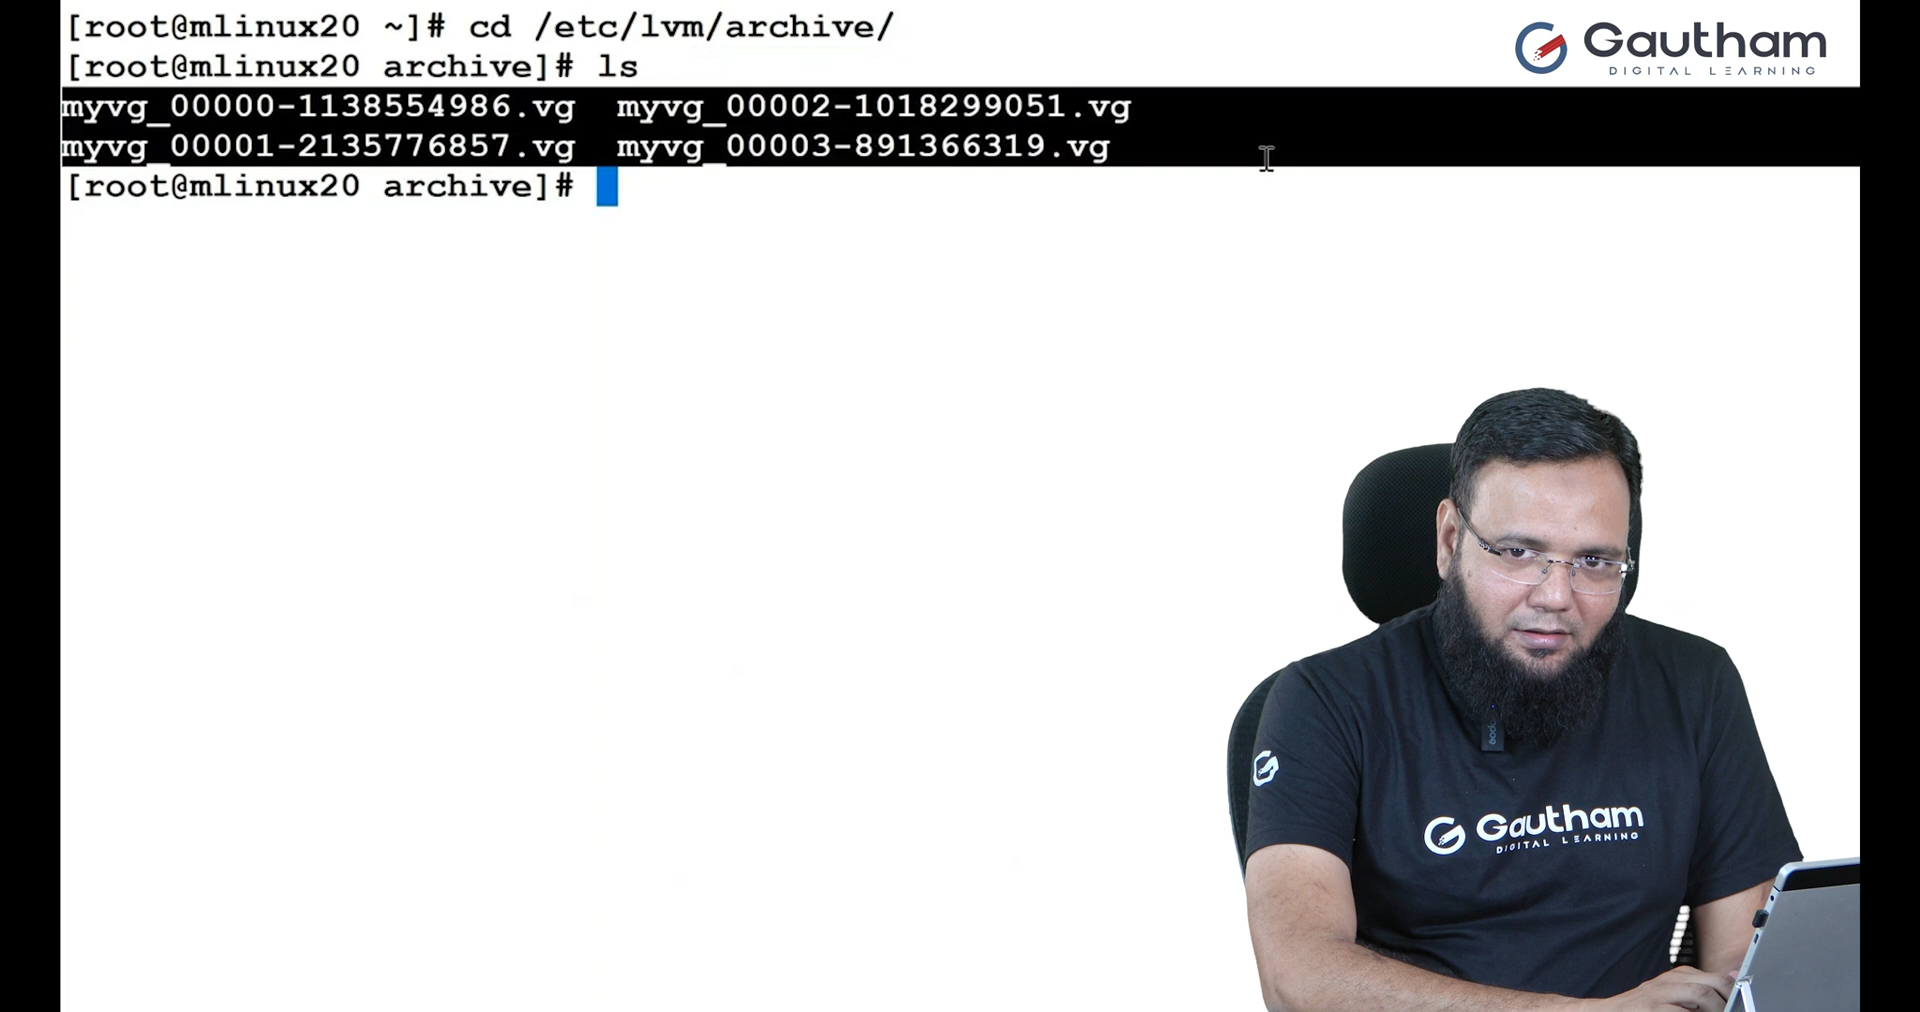 [root@mlinux20 ~]# cd /etc/lvm/archive/
[root@mlinux20 archive]# ls
myvg_00000-1138554986.vg  myvg_00002-1018299051.vg
myvg_00001-2135776857.vg  myvg_00003-891366319.vg
[root@mlinux20 archive]#
Gautham
DIGITAL LEARNING
Gautham
DIGITAL LEARNING